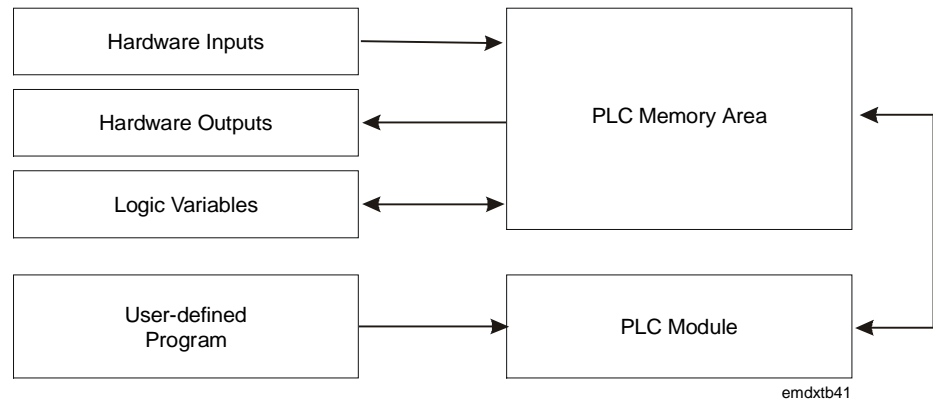 Hardware Inputs
Hardware Outputs
PLC Memory Area
Logic Variables
User-defined
Program
PLC Module
emdxtb41